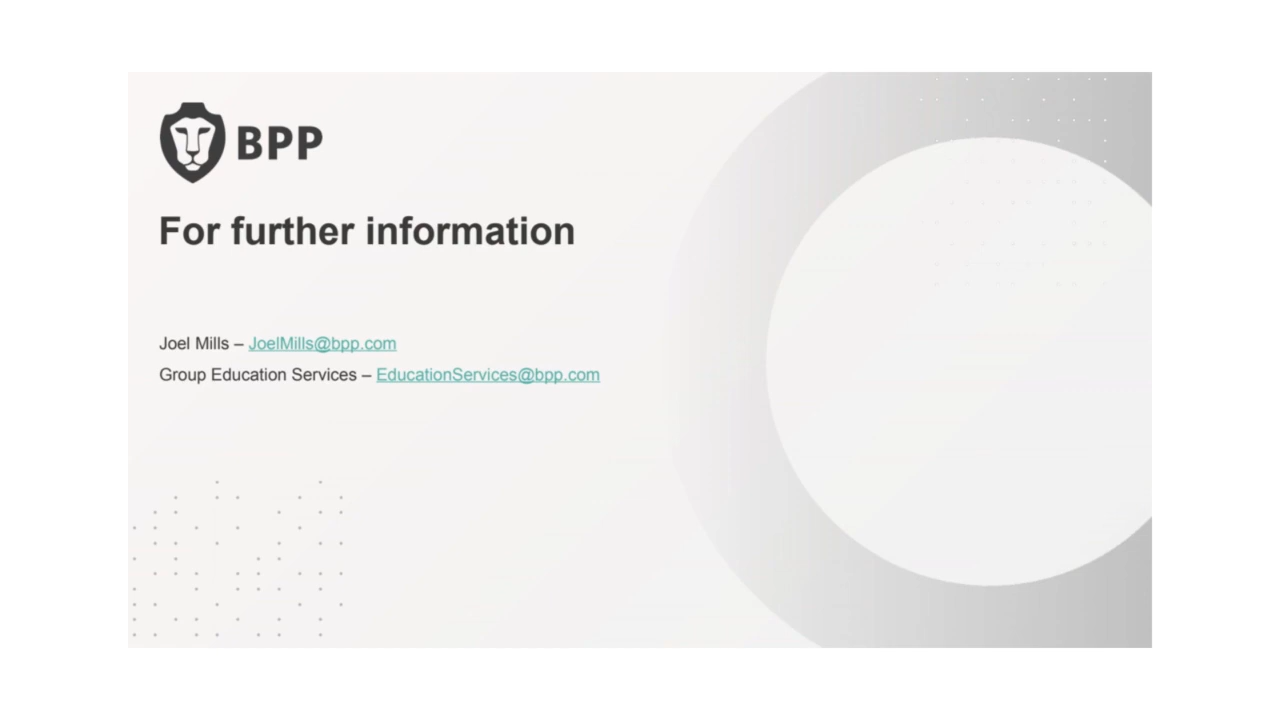 BPP
For further information
Joel Mills – JoelMills@bpp.com
Group Education Services – EducationServices@bpp.com